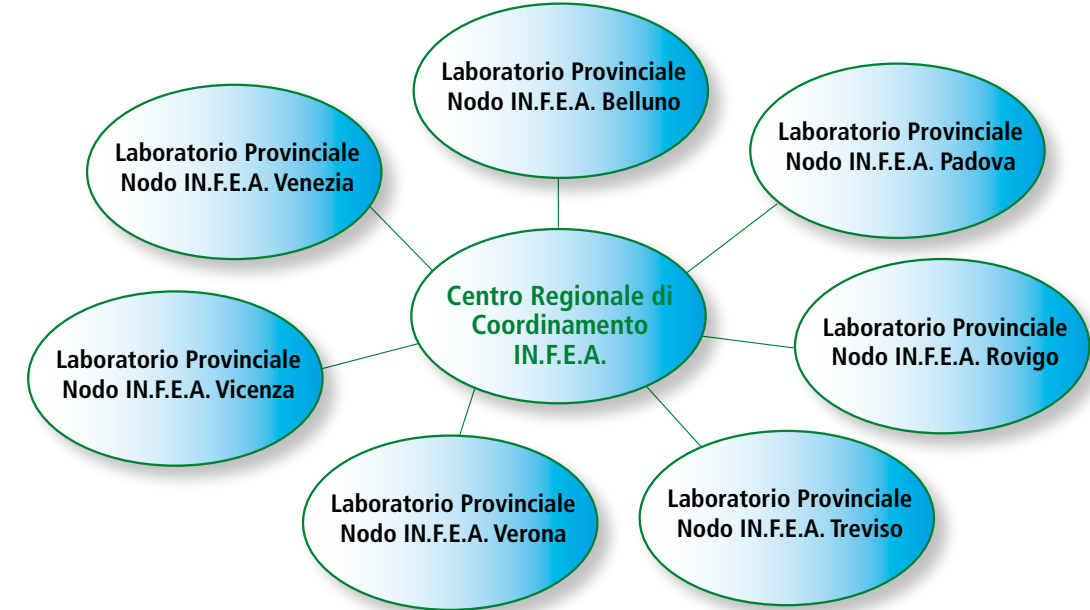 Laboratorio Provinciale
Nodo IN.F.E.A. Belluno
Laboratorio Provinciale
Nodo IN.F.E.A. Venezia
Laboratorio Provinciale
Nodo IN.F.E.A. Padova
Centro Regionale di
Coordinamento
IN.F.E.A.
Laboratorio Provinciale
Nodo IN.F.E.A. Vicenza
Laboratorio Provinciale
Nodo IN.F.E.A. Rovigo
Laboratorio Provinciale
Nodo IN.F.E.A. Verona
Laboratorio Provinciale
Nodo IN.F.E.A. Treviso